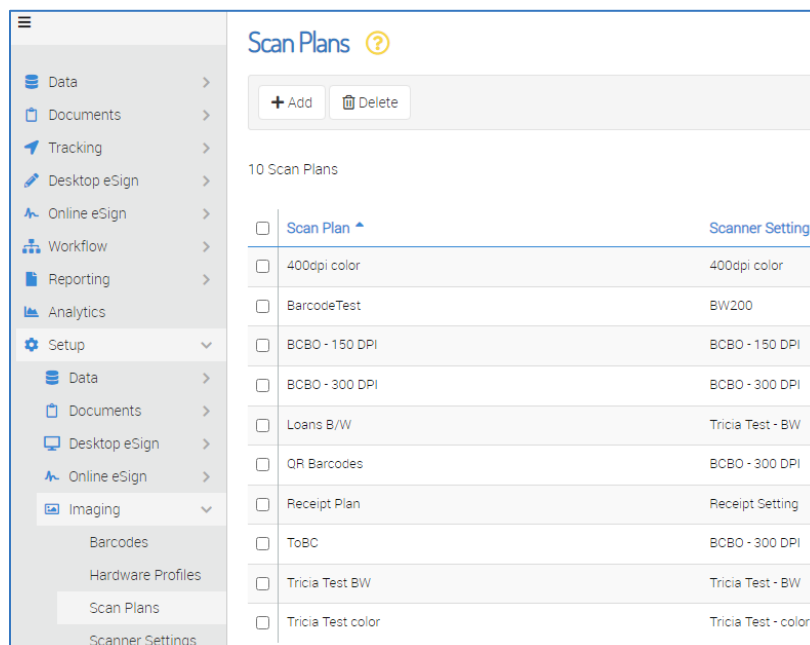 Scan Plans ?
Data
Documents
Tracking
Desktop eSign
Online eSign
Workflow
Reporting
Analytics
Setup
Data
Documents
Desktop eSign
Online eSign
Imaging
Barcodes
Hardware Profiles
Scan Plans
Scanner Settings
Add Delete
10 Scan Plans
Scan Plan Scanner Setting
400dpi color 400dpi color
BarcodeTest BW200
BCBO - 150 DPI BCBO - 150 DPI
BCBO - 300 DPI BCBO - 300 DPI
Loans B/W Tricia Test - BW
QR Barcodes BCBO - 300 DPI
Receipt Plan Receipt Setting
ToBC BCBO - 300 DPI
Tricia Test BW Tricia Test - BW
Tricia Test color Tricia Test - color